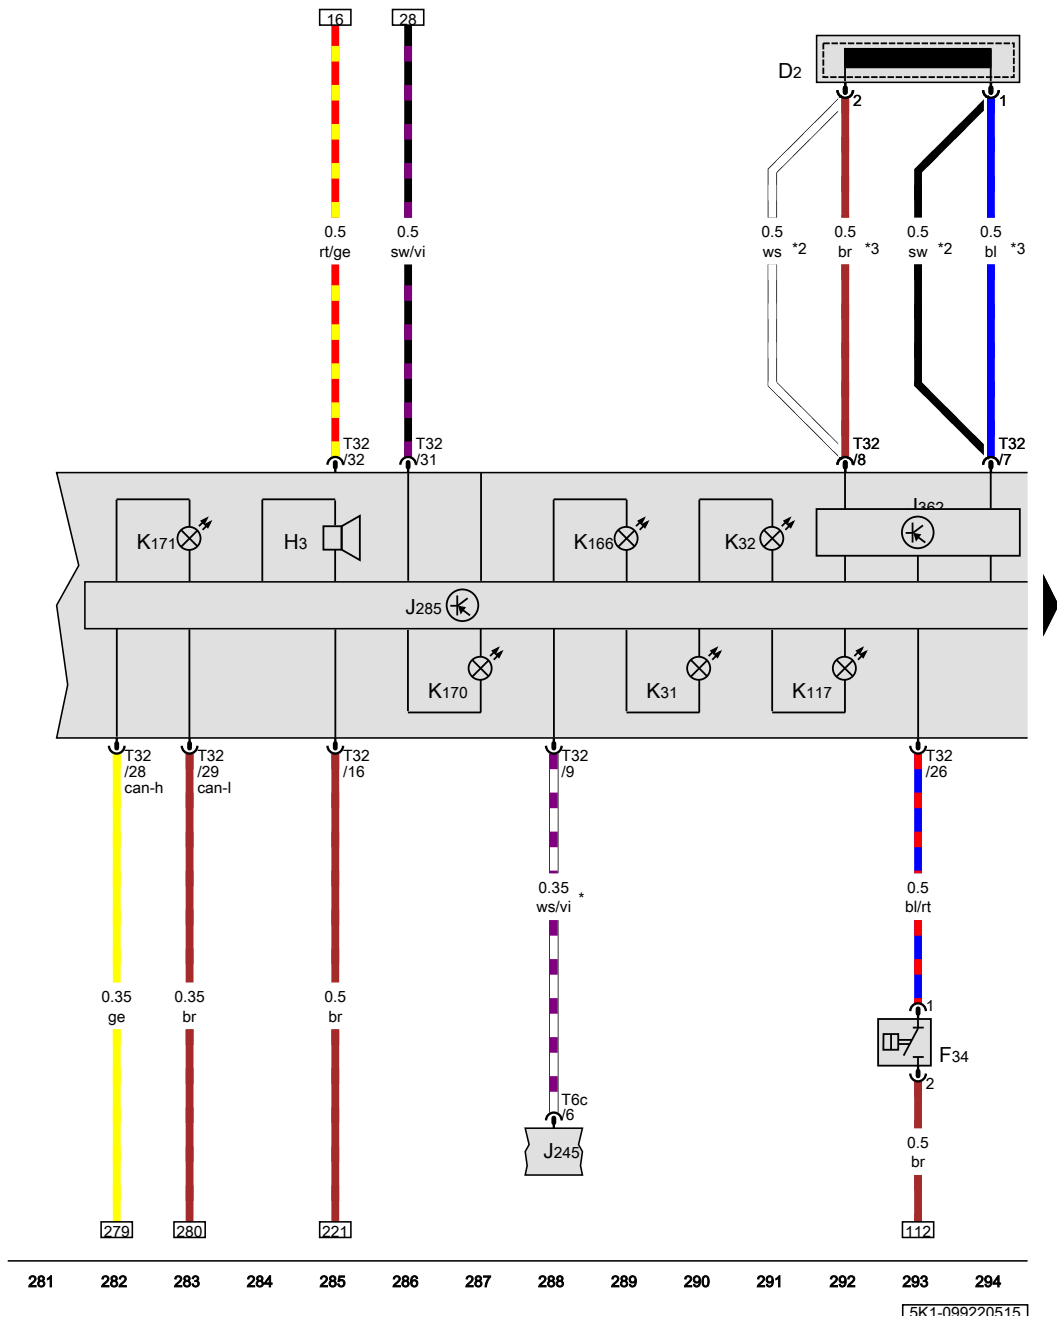 16
28
D2
2
1
0.5
rt/ge
0.5
sw/vi
0.5
ws *2
0.5
br *3
0.5
sw *2
0.5
bl *3
T32
/32
T32
/31
T32
/8
T32
/7
J362
K171
H3
K166
K32
J285
K170
K31
K117
T32
/28
can-h
T32
/29
can-l
T32
/16
T32
/9
T32
/26
0.35
ws/vi *
0.5
bl/rt
0.35
ge
0.35
br
0.5
br
1
F34
2
T6c
/6
J245
0.5
br
279
280
221
112
281 282 283 284 285 286 287 288 289 290 291 292 293 294
5K1-099220515